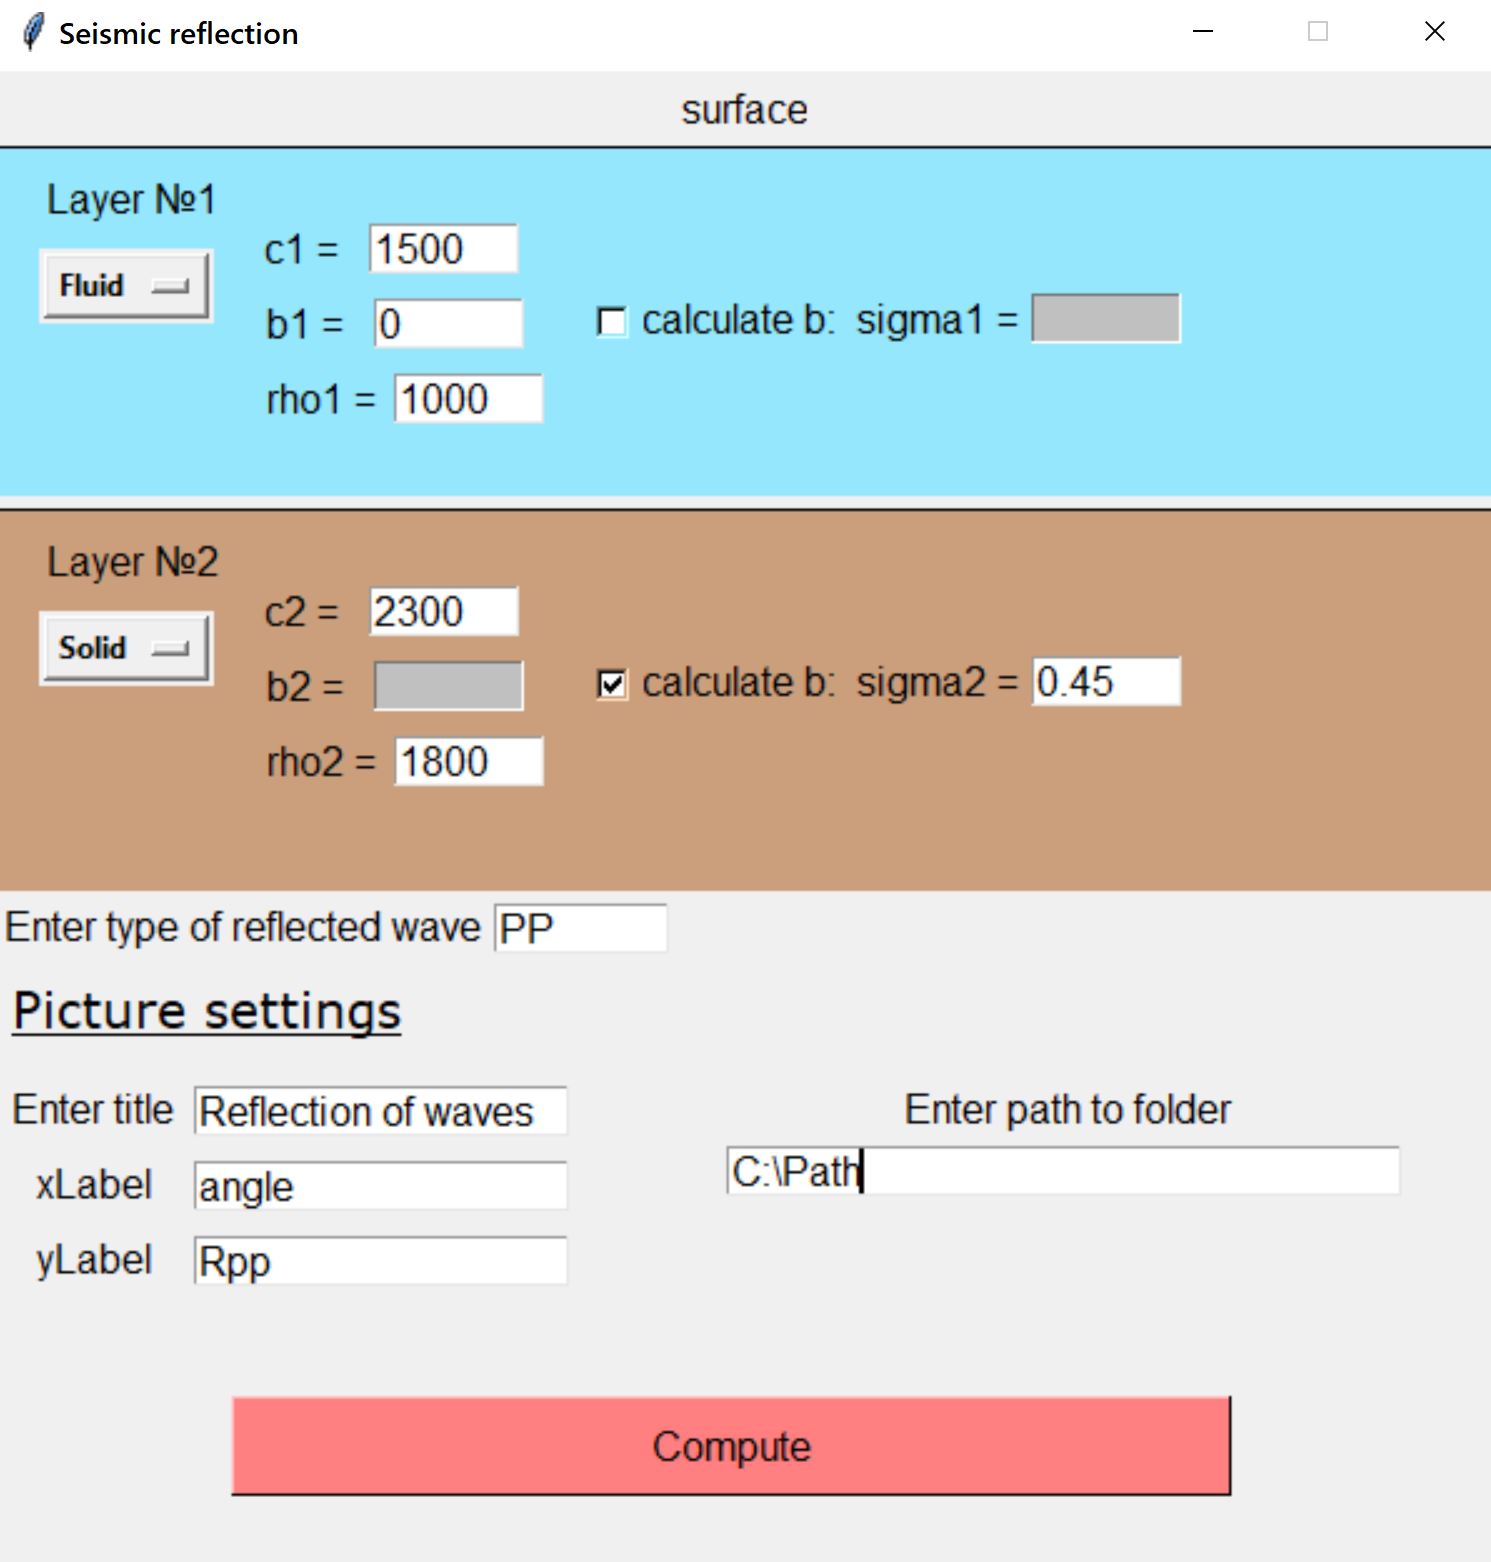 Seismic reflection
surface
Layer №1
Fluid
c1 = 1500
b1 = 0
calculate b: sigma1 =
rho1 = 1000
Layer №2
Solid
c2 = 2300
b2 =
calculate b: sigma2 = 0.45
rho2 = 1800
Enter type of reflected wave PP
Picture settings
Enter title Reflection of waves
Enter path to folder
C:\Path
xLabel angle
yLabel Rpp
Compute